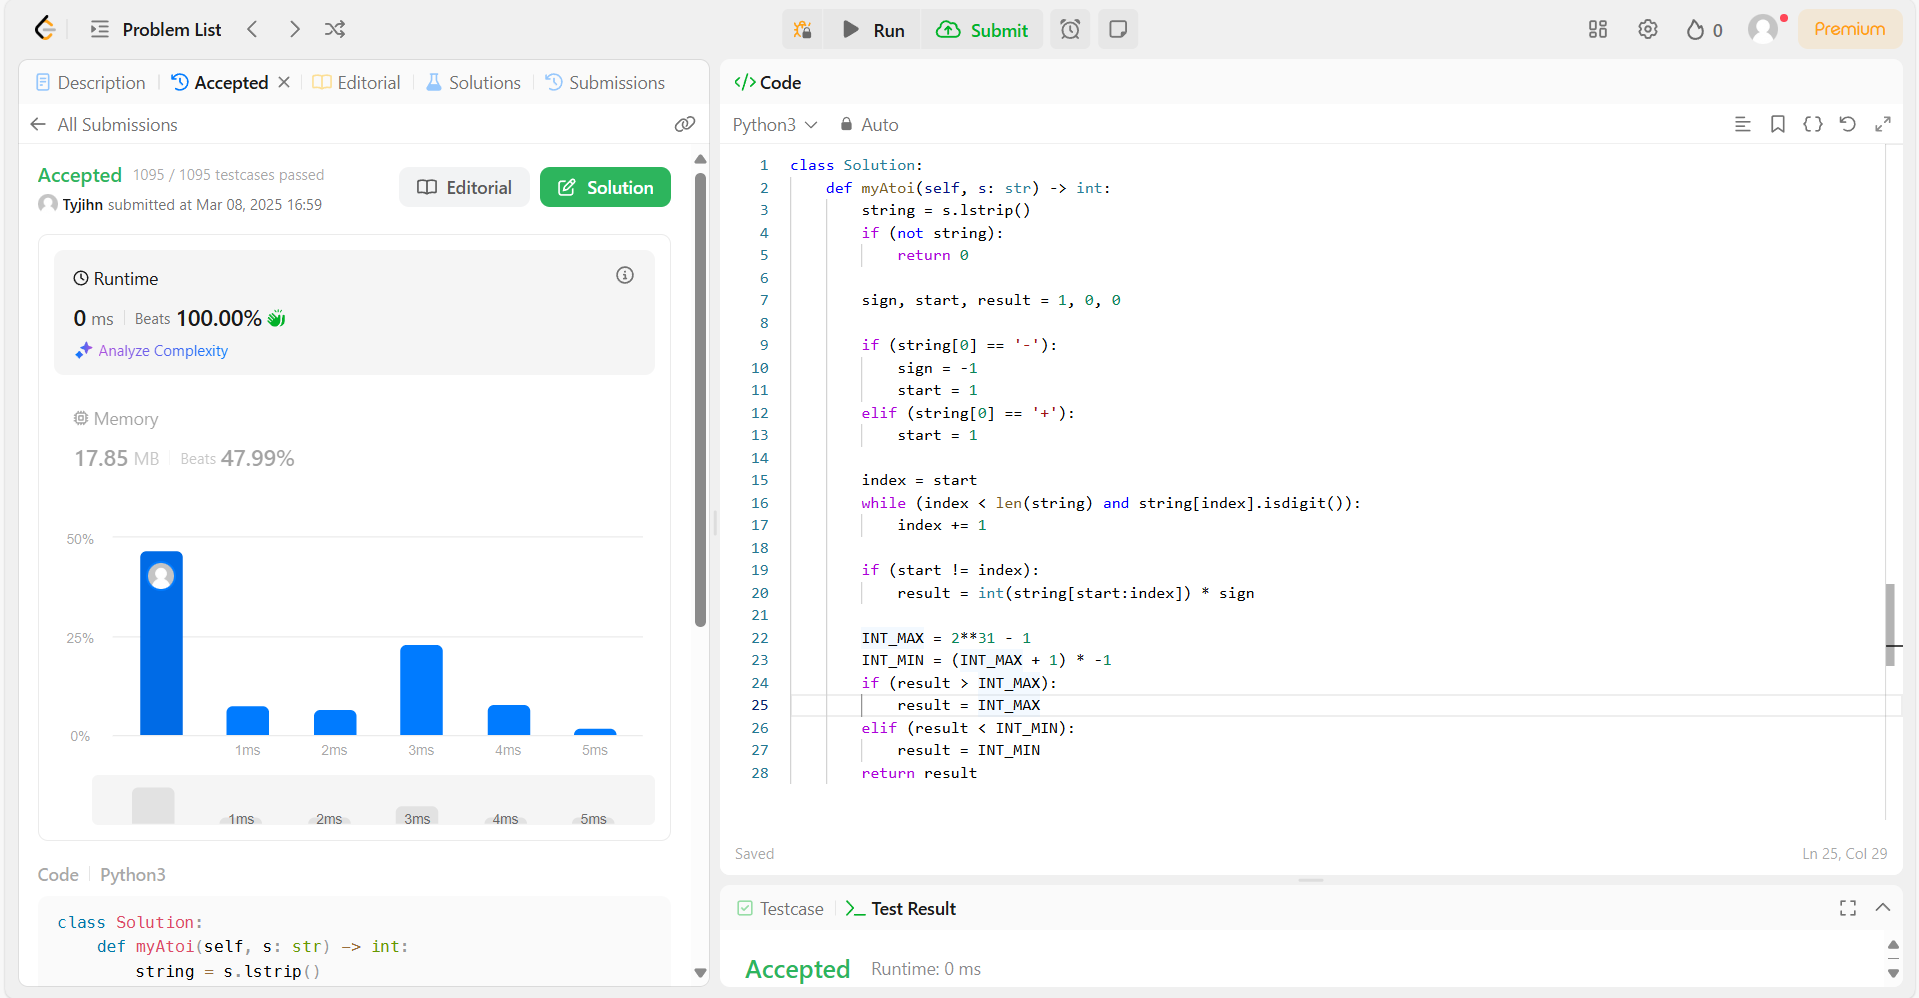 Problem List
Run
Submit
0
Premium
Description
Accepted
Editorial
Solutions
Submissions
All Submissions
Accepted 1095 / 1095 testcases passed
Tyjihn submitted at Mar 08, 2025 16:59
Editorial
Solution
Runtime
0 ms Beats 100.00%
Analyze Complexity
Memory
17.85 MB Beats 47.99%
50%
25%
0%
1ms 2ms 3ms 4ms 5ms
1ms 2ms 3ms 4ms 5ms
Code Python3
class Solution:
    def myAtoi(self, s: str) -> int:
        string = s.lstrip()
</> Code
Python3 Auto
1 class Solution:
2     def myAtoi(self, s: str) -> int:
3         string = s.lstrip()
4         if (not string):
5             return 0
6
7         sign, start, result = 1, 0, 0
8
9         if (string[0] == '-'):
10             sign = -1
11             start = 1
12         elif (string[0] == '+'):
13             start = 1
14
15         index = start
16         while (index < len(string) and string[index].isdigit()):
17             index += 1
18
19         if (start != index):
20             result = int(string[start:index]) * sign
21
22         INT_MAX = 2**31 - 1
23         INT_MIN = (INT_MAX + 1) * -1
24         if (result > INT_MAX):
25             result = INT_MAX
26         elif (result < INT_MIN):
27             result = INT_MIN
28         return result
Saved
Ln 25, Col 29
Testcase
Test Result
Accepted Runtime: 0 ms